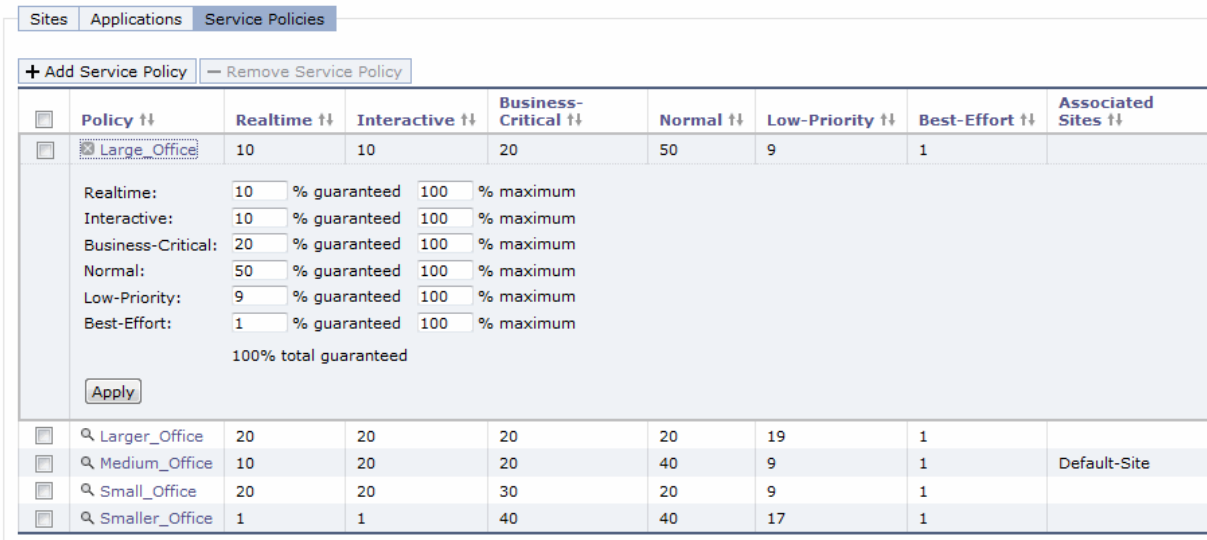 Sites Applications Service Policies
+ Add Service Policy − Remove Service Policy
Policy ↑↓ Realtime ↑↓ Interactive ↑↓ Business-Critical ↑↓ Normal ↑↓ Low-Priority ↑↓ Best-Effort ↑↓ Associated Sites ↑↓
Large_Office 10 10 20 50 9 1
Realtime: 10 % guaranteed 100 % maximum
Interactive: 10 % guaranteed 100 % maximum
Business-Critical: 20 % guaranteed 100 % maximum
Normal: 50 % guaranteed 100 % maximum
Low-Priority: 9 % guaranteed 100 % maximum
Best-Effort: 1 % guaranteed 100 % maximum
100% total guaranteed
Apply
Larger_Office 20 20 20 20 19 1
Medium_Office 10 20 20 40 9 1 Default-Site
Small_Office 20 20 30 20 9 1
Smaller_Office 1 1 40 40 17 1